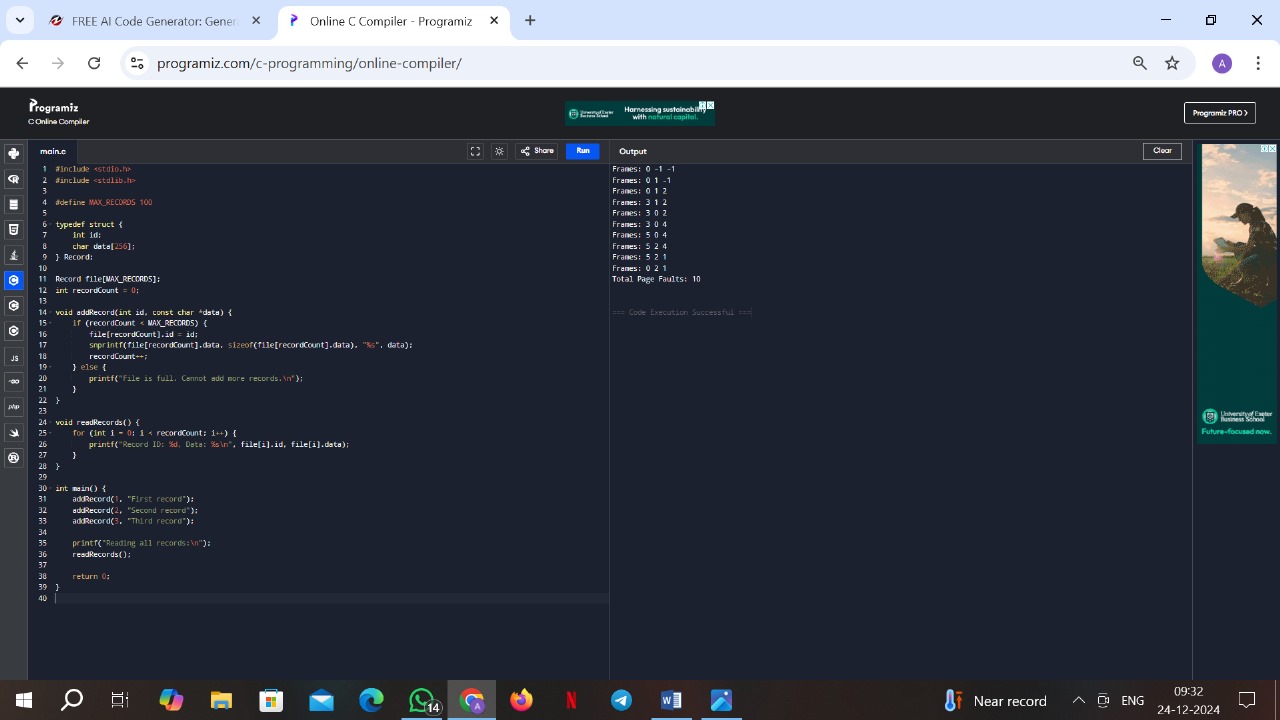 FREE AI Code Generator: Gener
Online C Compiler - Programiz
programiz.com/c-programming/online-compiler/
A
Programiz
C Online Compiler
University of Exeter
Business School
Harnessing sustainability
with natural capital.
Programiz PRO >
main.c
Share
Run
Output
Clear
1 #include <stdio.h>
2 #include <stdlib.h>
3
4 #define MAX_RECORDS 100
5
6 typedef struct {
7 int id;
8 char data[256];
9 } Record;
10
11 Record file[MAX_RECORDS];
12 int recordCount = 0;
13
14 void addRecord(int id, const char *data) {
15 if (recordCount < MAX_RECORDS) {
16 file[recordCount].id = id;
17 snprintf(file[recordCount].data, sizeof(file[recordCount].data), "%s", data);
18 recordCount++;
19 } else {
20 printf("File is full. Cannot add more records.\n");
21 }
22 }
23
24 void readRecords() {
25 for (int i = 0; i < recordCount; i++) {
26 printf("Record ID: %d, Data: %s\n", file[i].id, file[i].data);
27 }
28 }
29
30 int main() {
31 addRecord(1, "First record");
32 addRecord(2, "Second record");
33 addRecord(3, "Third record");
34
35 printf("Reading all records:\n");
36 readRecords();
37
38 return 0;
39 }
40
Frames: 0 -1 -1
Frames: 0 1 -1
Frames: 0 1 2
Frames: 3 1 2
Frames: 3 0 2
Frames: 3 0 4
Frames: 5 0 4
Frames: 5 2 4
Frames: 5 2 1
Frames: 0 2 1
Total Page Faults: 10
=== Code Execution Successful ===
JS
GO
php
University of Exeter
Business School
Future-focused now.
14
A
Near record
ENG
09:32
24-12-2024